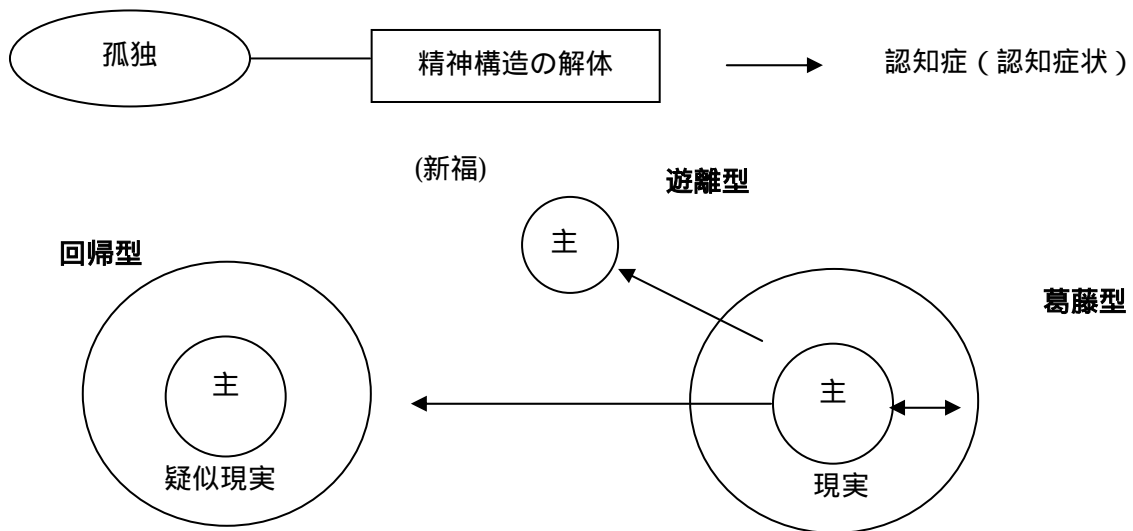 孤独
精神構造の解体
認知症（認知症状）
(新福)
遊離型
主
回帰型
葛藤型
主
主
疑似現実
現実